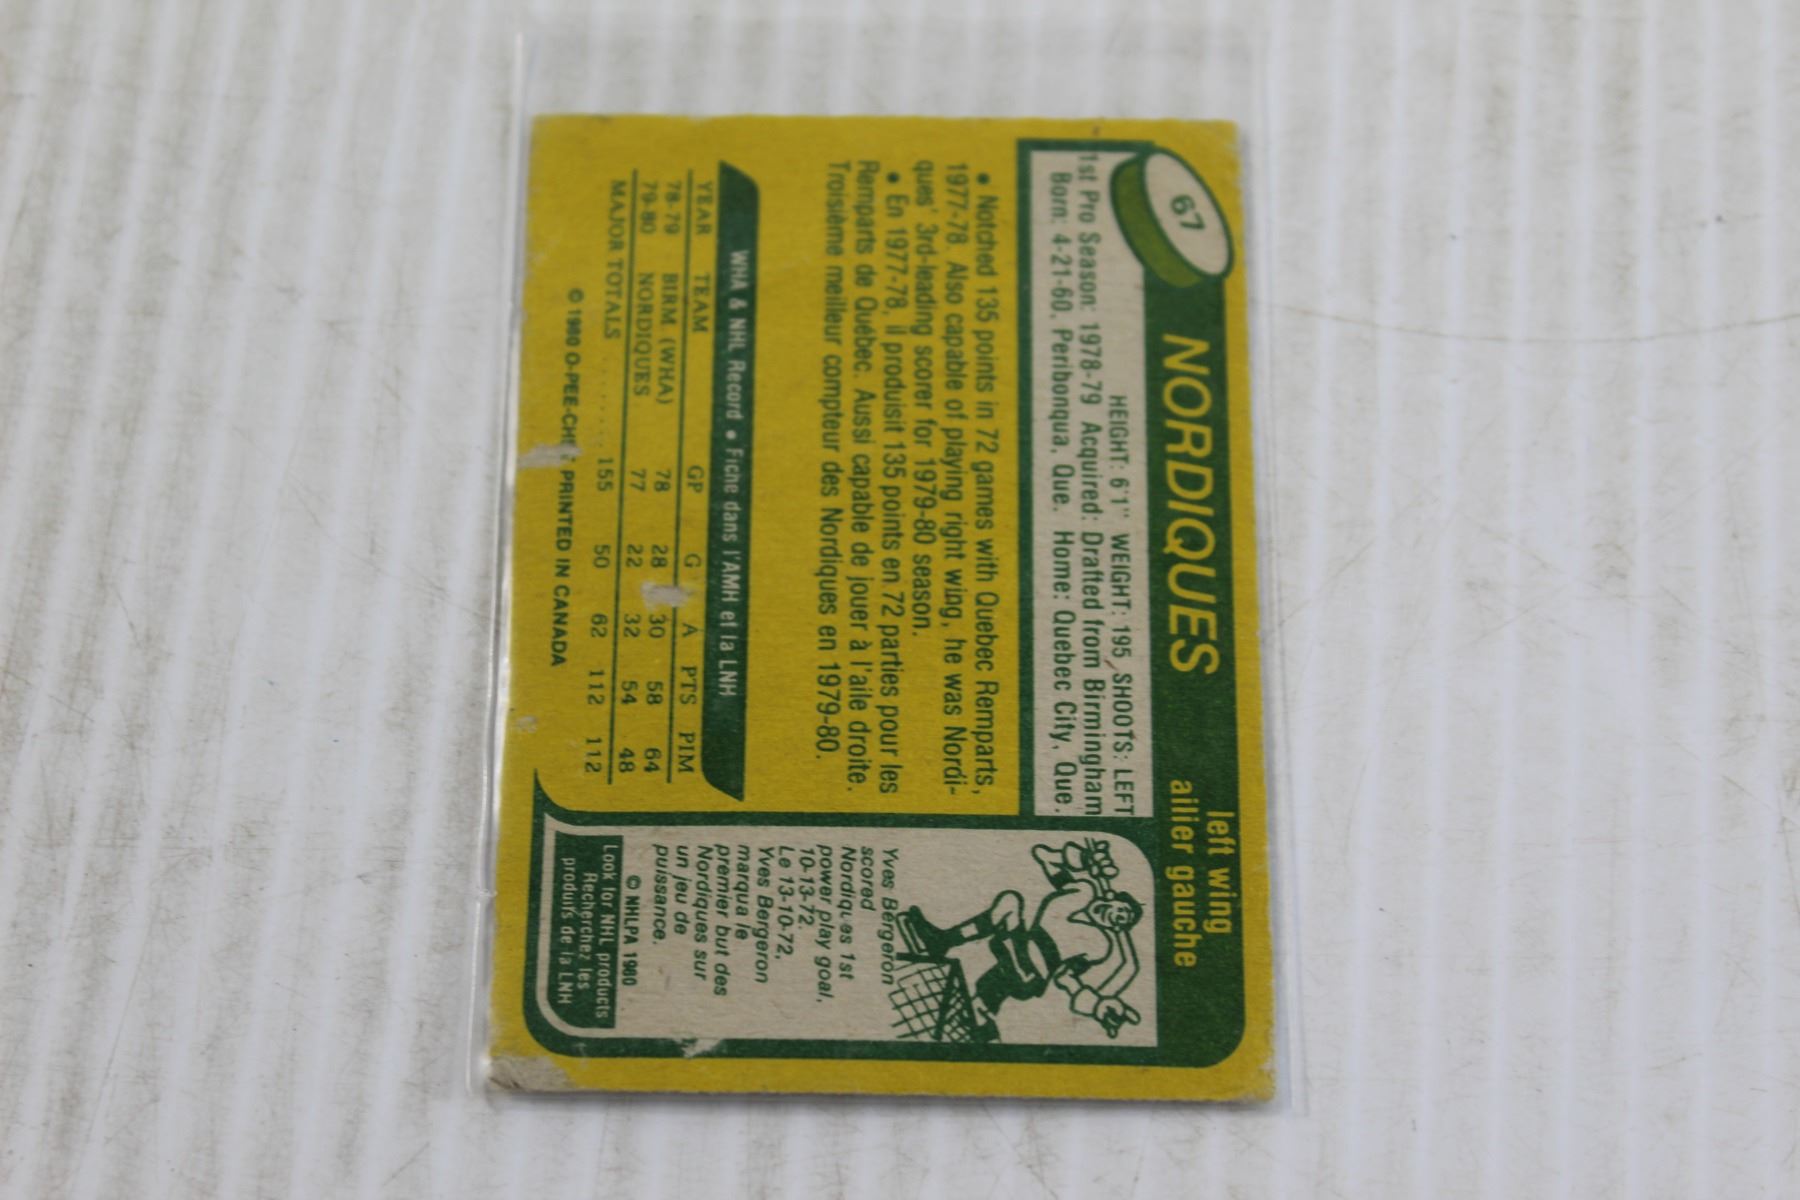 67
NORDIQUES
left wing
ailier gauche
HEIGHT: 6'1" WEIGHT: 195 SHOOTS: LEFT
1st Pro Season: 1978-79 Acquired: Drafted from Birmingham
Born: 4-21-60, Peribonqua, Que. Home: Quebec City, Que.
• Notched 135 points in 72 games with Quebec Remparts,
1977-78. Also capable of playing right wing, he was Nordi-
ques' 3rd-leading scorer for 1979-80 season.
• En 1977-78, il produisit 135 points en 72 parties pour les
Remparts de Québec. Aussi capable de jouer à l'aile droite.
Troisième meilleur compteur des Nordiques en 1979-80.
WHA & NHL Record • Fiche dans l'AMH et la LNH
YEAR TEAM GP G A PTS PIM
78-79 BIRM (WHA) 78 28 30 58 64
79-80 NORDIQUES 77 22 32 54 48
MAJOR TOTALS ........ 155 50 62 112 112
© 1980 O-PEE-CHE PRINTED IN CANADA
Yves Bergeron
scored
Nordiques 1st
power play goal,
10-13-72.
Le 13-10-72,
Yves Bergeron
marqua le
premier but des
Nordiques sur
un jeu de
puissance.
© NHLPA 1980
Look for NHL products
Recherchez les
produits de la LNH